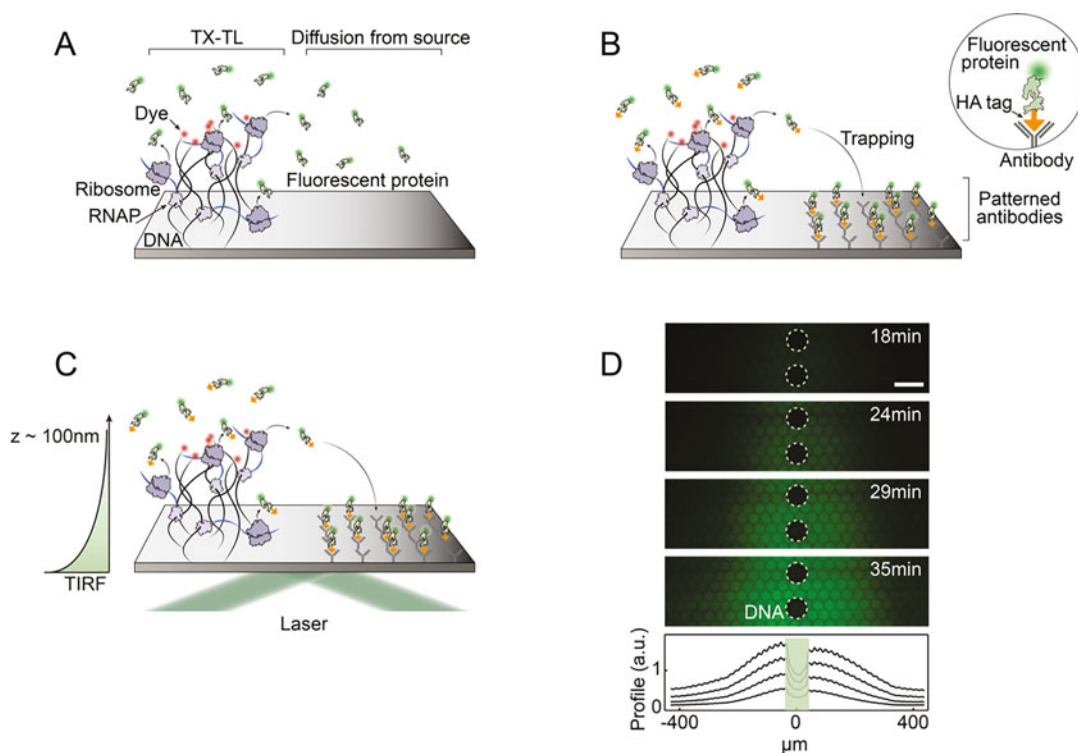 A
TX-TL
Diffusion from source
Dye
Ribosome
RNAP
DNA
Fluorescent protein
B
Trapping
Patterned
antibodies
Fluorescent
protein
HA tag
Antibody
C
z ~ 100nm
TIRF
Laser
D
18min
24min
29min
35min
DNA
Profile (a.u.)
1
0
-400
0
400
µm